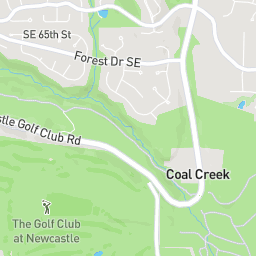 SE 65th St
Forest Dr SE
stle Golf Club Rd
Coal Creek
The Golf Club
at Newcastle